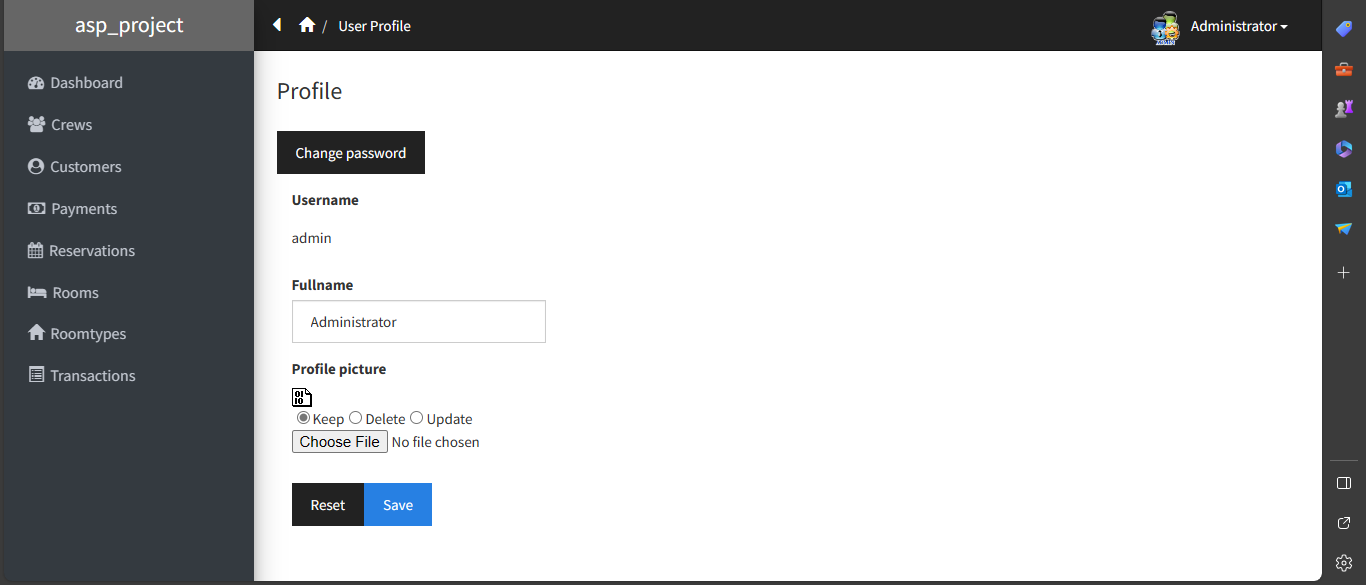 asp_project
/ User Profile
Administrator
Dashboard
Crews
Customers
Payments
Reservations
Rooms
Roomtypes
Transactions
Profile
Change password
Username
admin
Fullname
Administrator
Profile picture
Keep Delete Update
Choose File No file chosen
Reset Save